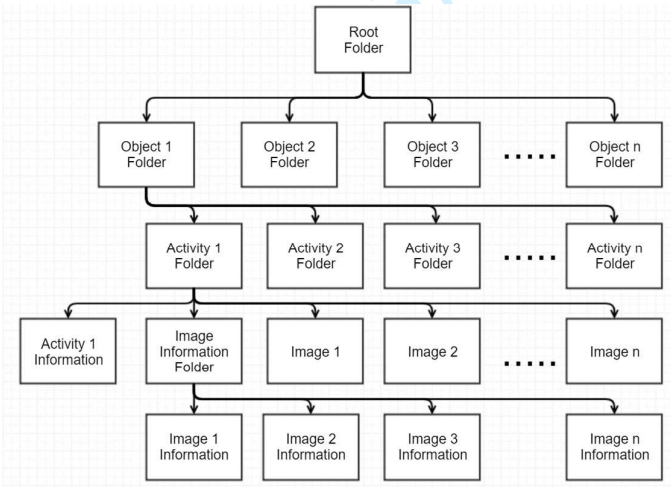 Root
Folder
Object 1
Folder
Object 2
Folder
Object 3
Folder
.....
Object n
Folder
Activity 1
Folder
Activity 2
Folder
Activity 3
Folder
.....
Activity n
Folder
Activity 1
Information
Image
Information
Folder
Image 1
Image 2
.....
Image n
Image 1
Information
Image 2
Information
Image 3
Information
Image n
Information